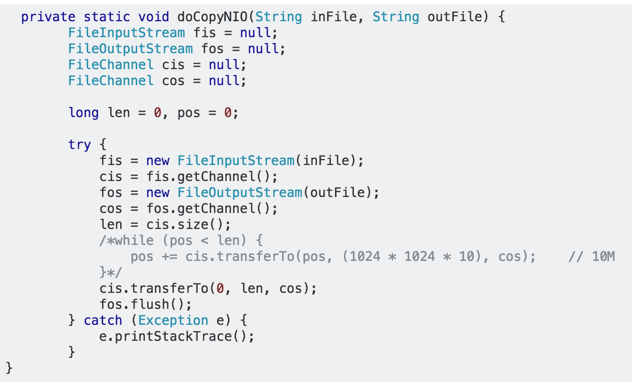 private static void doCopyNIO(String inFile, String outFile) {
FileInputStream fis = null;
FileOutputStream fos = null;
FileChannel cis = null;
FileChannel cos = null;
long len = 0, pos = 0;
try {
fis = new FileInputStream(inFile);
cis = fis.getChannel();
fos = new FileOutputStream(outFile);
cos = fos.getChannel();
len = cis.size();
/*while (pos < len) {
pos += cis.transferTo(pos, (1024 * 1024 * 10), cos);    // 10M
}*/
cis.transferTo(0, len, cos);
fos.flush();
} catch (Exception e) {
e.printStackTrace();
}
}